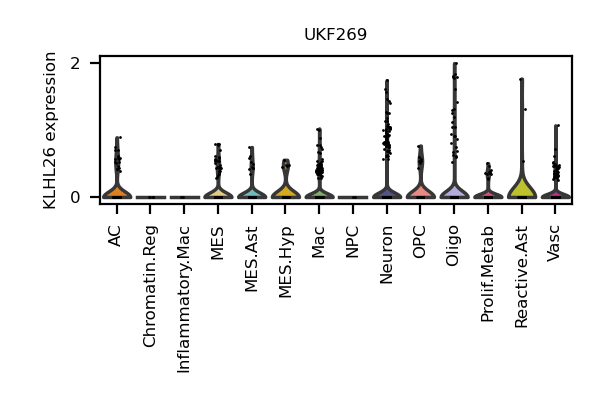 UKF269
KLHL26 expression
2
0
AC
Chromatin.Reg
Inflammatory.Mac
MES
MES.Ast
MES.Hyp
Mac
NPC
Neuron
OPC
Oligo
Prolif.Metab
Reactive.Ast
Vasc